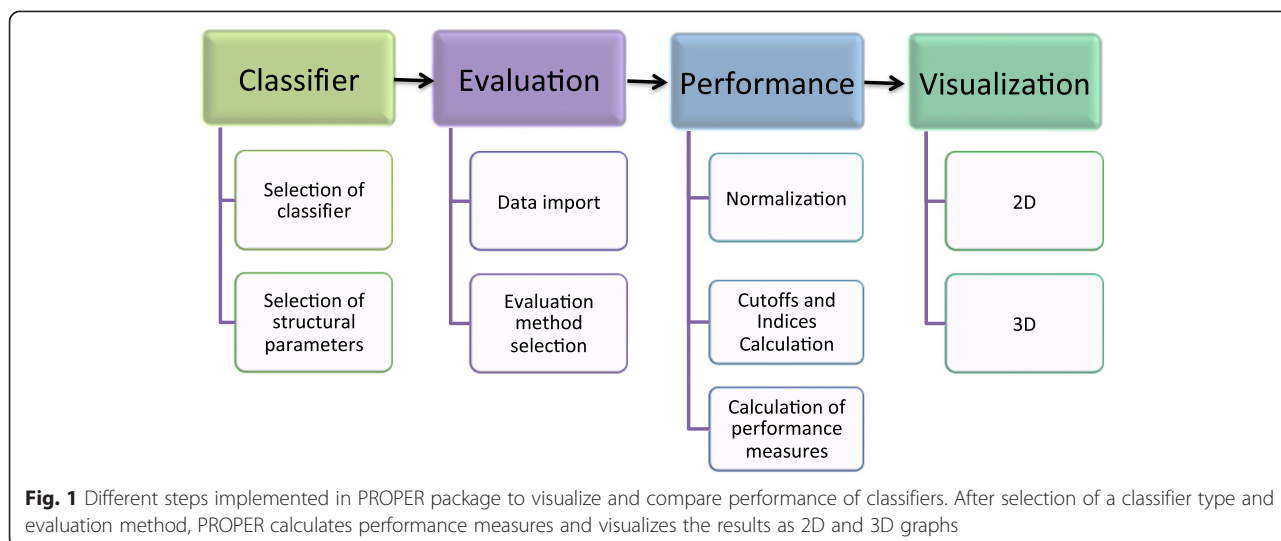 Classifier
Evaluation
Performance
Visualization
Selection of
classifier
Data import
Normalization
2D
Selection of
structural
parameters
Evaluation
method
selection
Cutoffs and
Indices
Calculation
3D
Calculation of
performance
measures
Fig. 1 Different steps implemented in PROPER package to visualize and compare performance of classifiers. After selection of a classifier type and
evaluation method, PROPER calculates performance measures and visualizes the results as 2D and 3D graphs